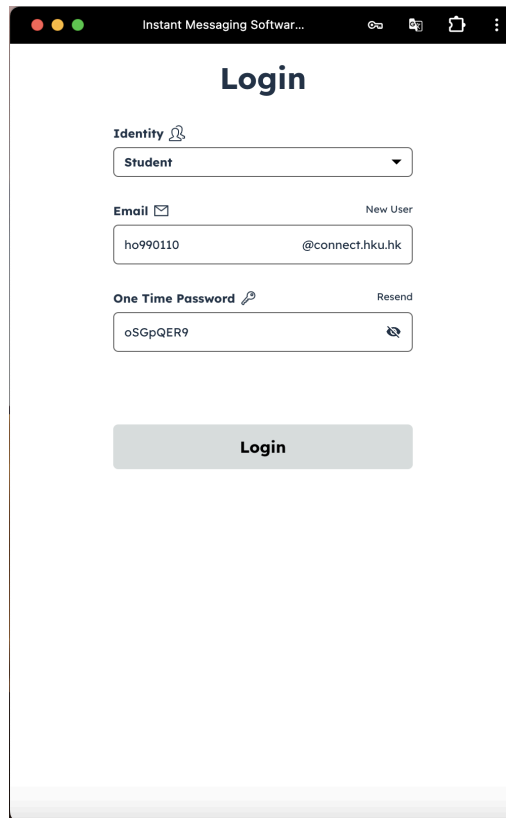 Instant Messaging Softwar...
Login
Identity
Student
Email New User
ho990110 @connect.hku.hk
One Time Password Resend
oSGpQER9
Login